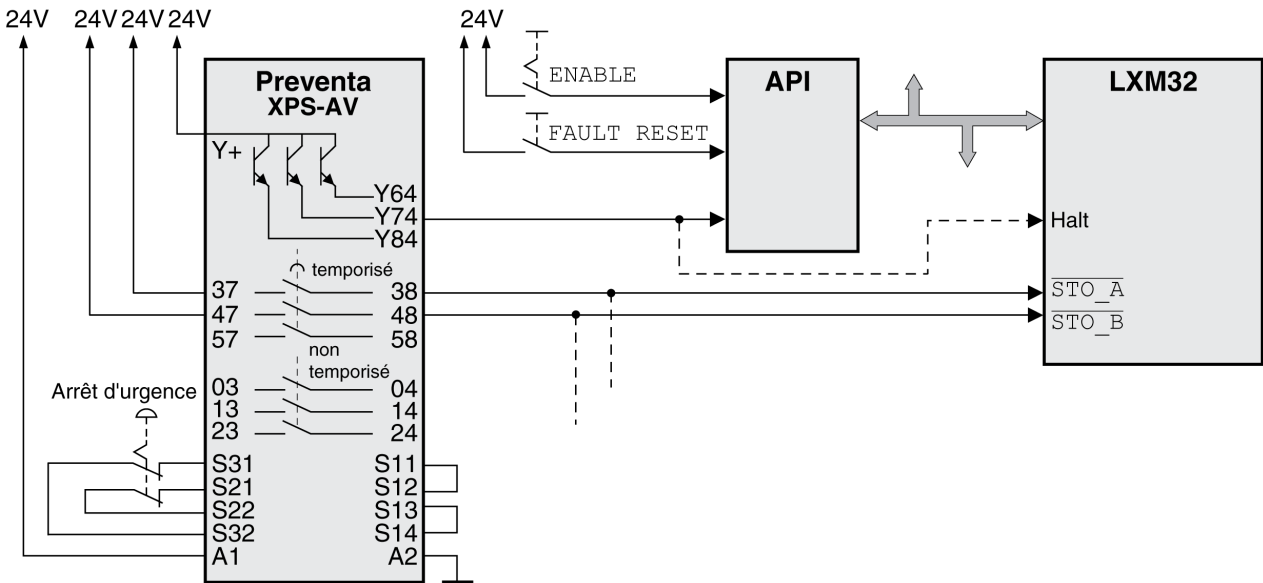 24V 24V 24V 24V
24V
Preventa
XPS-AV
Y+
Y64
Y74
Y84
temporisé
37 38
47 48
57 58
non
temporisé
03 04
13 14
23 24
S31 S11
S21 S12
S22 S13
S32 S14
A1 A2
Arrêt d'urgence
ENABLE
FAULT RESET
API
LXM32
Halt
STO_A
STO_B